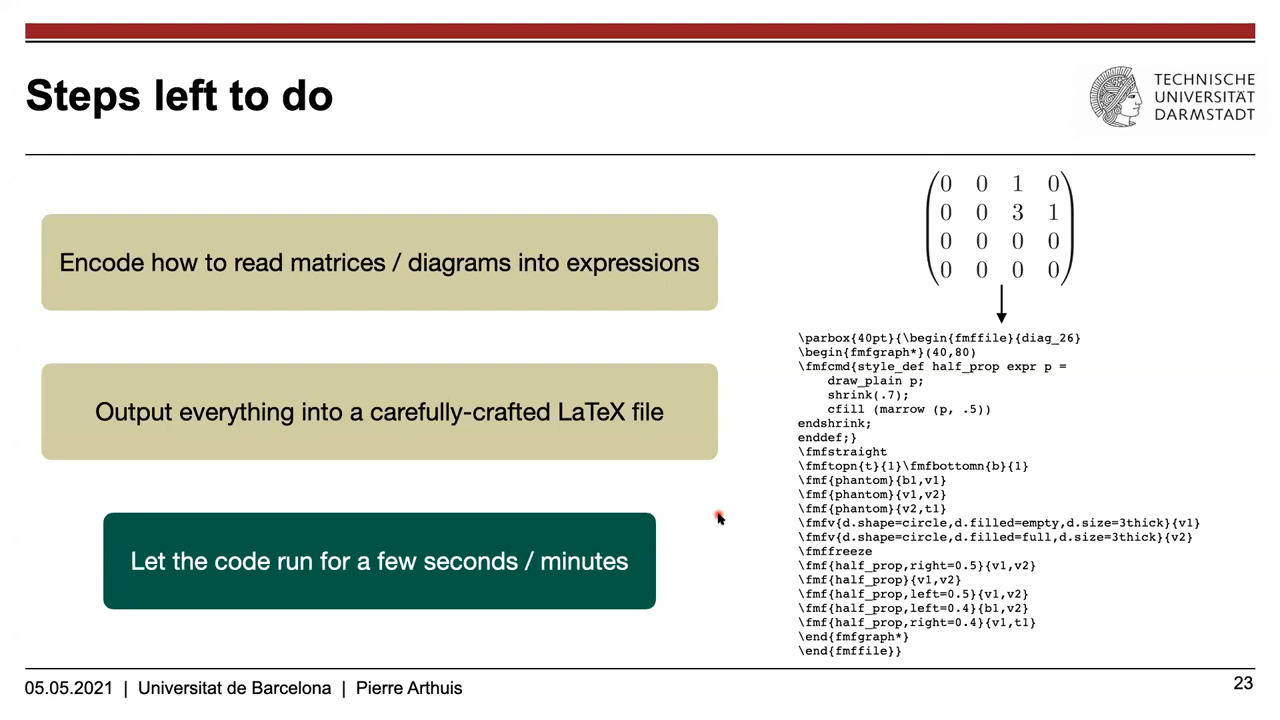 Steps left to do
TECHNISCHE
UNIVERSITÄT
DARMSTADT
Encode how to read matrices / diagrams into expressions
Output everything into a carefully-crafted LaTeX file
Let the code run for a few seconds / minutes
0 0 1 0
0 0 3 1
0 0 0 0
0 0 0 0
\parbox{40pt}{\begin{fmffile}{diag_26}
\begin{fmfgraph*}(40,80)
\fmfcmd{style_def half_prop expr p =
    draw_plain p;
    shrink(.7);
    cfill (marrow (p, .5))
endshrink;
enddef;}
\fmfstraight
\fmftopn{t}{1}\fmfbottomn{b}{1}
\fmf{phantom}{b1,v1}
\fmf{phantom}{v1,v2}
\fmf{phantom}{v2,t1}
\fmfv{d.shape=circle,d.filled=empty,d.size=3thick}{v1}
\fmfv{d.shape=circle,d.filled=full,d.size=3thick}{v2}
\fmffreeze
\fmf{half_prop,right=0.5}{v1,v2}
\fmf{half_prop}{v1,v2}
\fmf{half_prop,left=0.5}{v1,v2}
\fmf{half_prop,left=0.4}{b1,v2}
\fmf{half_prop,right=0.4}{v1,t1}
\end{fmfgraph*}
\end{fmffile}}
05.05.2021 | Universitat de Barcelona | Pierre Arthuis
23